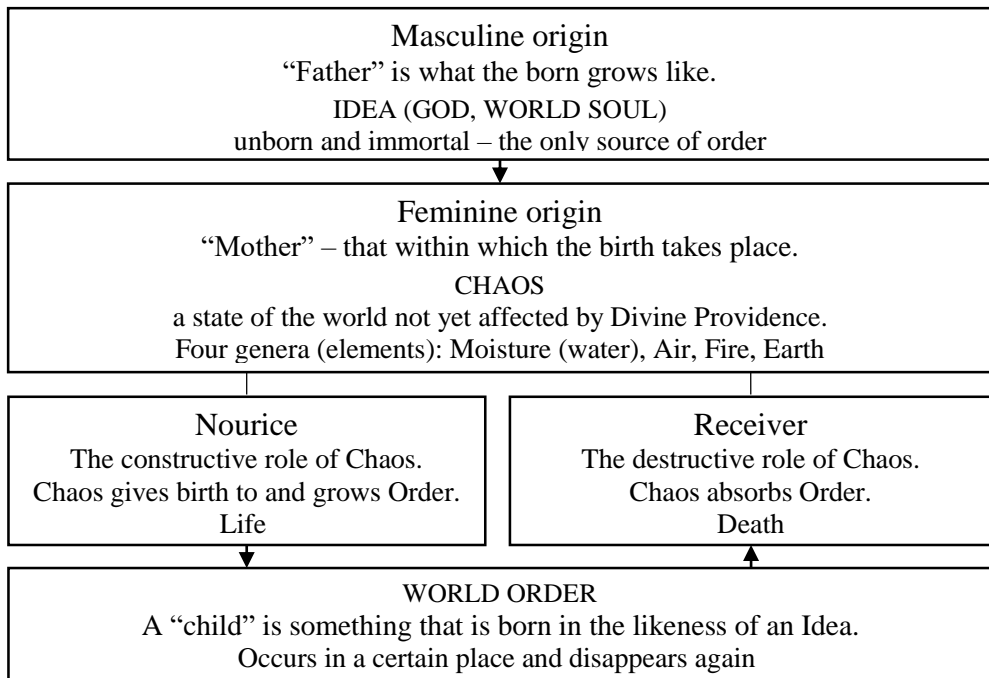 Masculine origin
“Father” is what the born grows like.
IDEA (GOD, WORLD SOUL)
unborn and immortal – the only source of order
Feminine origin
“Mother” – that within which the birth takes place.
CHAOS
a state of the world not yet affected by Divine Providence.
Four genera (elements): Moisture (water), Air, Fire, Earth
Nourice
The constructive role of Chaos.
Chaos gives birth to and grows Order.
Life
Receiver
The destructive role of Chaos.
Chaos absorbs Order.
Death
WORLD ORDER
A “child” is something that is born in the likeness of an Idea.
Occurs in a certain place and disappears again